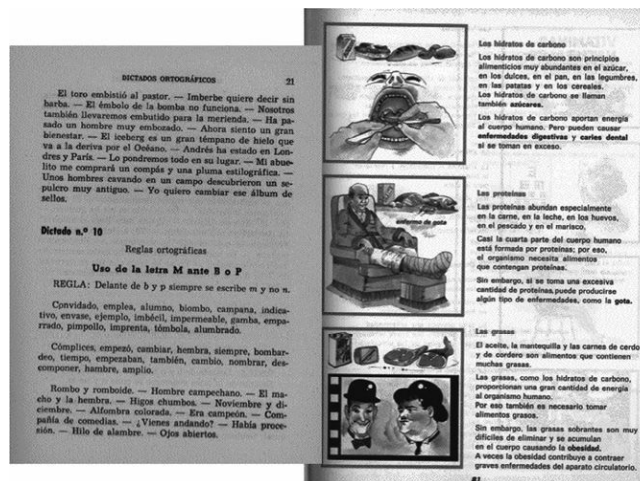 DICTADOS ORTOGRÁFICOS 21
El toro embistió al pastor. — Imberbe quiere decir sin
barba. — El émbolo de la bomba no funciona. — Nosotros
también llevaremos embutido para la merienda. — Ha pa-
sado un hombre muy embozado. — Ahora siento un gran
bienestar. — El iceberg es un gran témpano de hielo que
va a la deriva por el Océano. — Andrés ha estado en Lon-
dres y París. — Lo pondremos todo en su lugar. — Mi abue-
lito me comprará un compás y una pluma estilográfica. —
Unos hombres cavando en un campo descubrieron un se-
pulcro muy antiguo. — Yo quiero cambiar ese álbum de
sellos.
Dictado n.º 10
Reglas ortográficas
Uso de la letra M ante B o P
REGLA: Delante de b y p siempre se escribe m y no n.
Convidado, emplea, alumno, biombo, campana, indica-
tivo, envase, ejemplo, imbécil, impermeable, gamba, empa-
rrado, pimpollo, imprenta, tómbola, alumbrado.
Cómplices, empezó, cambiar, hembra, siempre, bombar-
deo, tiempo, empezaban, también, cambio, nombrar, des-
componer, hambre, amplio.
Rombo y romboide. — Hombre campechano. — El ma-
cho y la hembra. — Higos chumbos. — Noviembre y di-
ciembre. — Alfombra colorada. — Era campeón. — Com-
pañía de comedias. — ¿Vienes andando? — Había proce-
sión. — Hilo de alambre. — Ojos abiertos.
Los hidratos de carbono
Los hidratos de carbono son principios
alimenticios muy abundantes en el azúcar,
en los dulces, en el pan, en las legumbres,
en las patatas y en los cereales.
Los hidratos de carbono se llaman
también azúcares.
Los hidratos de carbono aportan energía
al cuerpo humano. Pero pueden causar
enfermedades digestivas y caries dental
si se toman en exceso.
enfermo de gota
Las proteínas
Las proteínas abundan especialmente
en la carne, en la leche, en los huevos,
en el pescado y en el marisco.
Casi la cuarta parte del cuerpo humano
está formada por proteínas; por eso,
el organismo necesita alimentos
que contengan proteínas.
Sin embargo, si se toma una excesiva
cantidad de proteínas, puede producirse
algún tipo de enfermedades, como la gota.
Las grasas
El aceite, la mantequilla y las carnes de cerdo
y de cordero son alimentos que contienen
muchas grasas.
Las grasas, como los hidratos de carbono,
proporcionan una gran cantidad de energía
al organismo humano.
Por eso también es necesario tomar
alimentos grasos.
Sin embargo, las grasas sobrantes son muy
difíciles de eliminar y se acumulan
en el cuerpo causando la obesidad.
A veces la obesidad contribuye a contraer
graves enfermedades del aparato circulatorio.